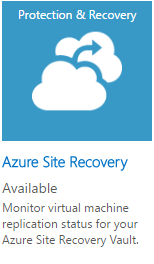 Protection & Recovery
Azure Site Recovery
Available
Monitor virtual machine
replication status for your
Azure Site Recovery Vault.